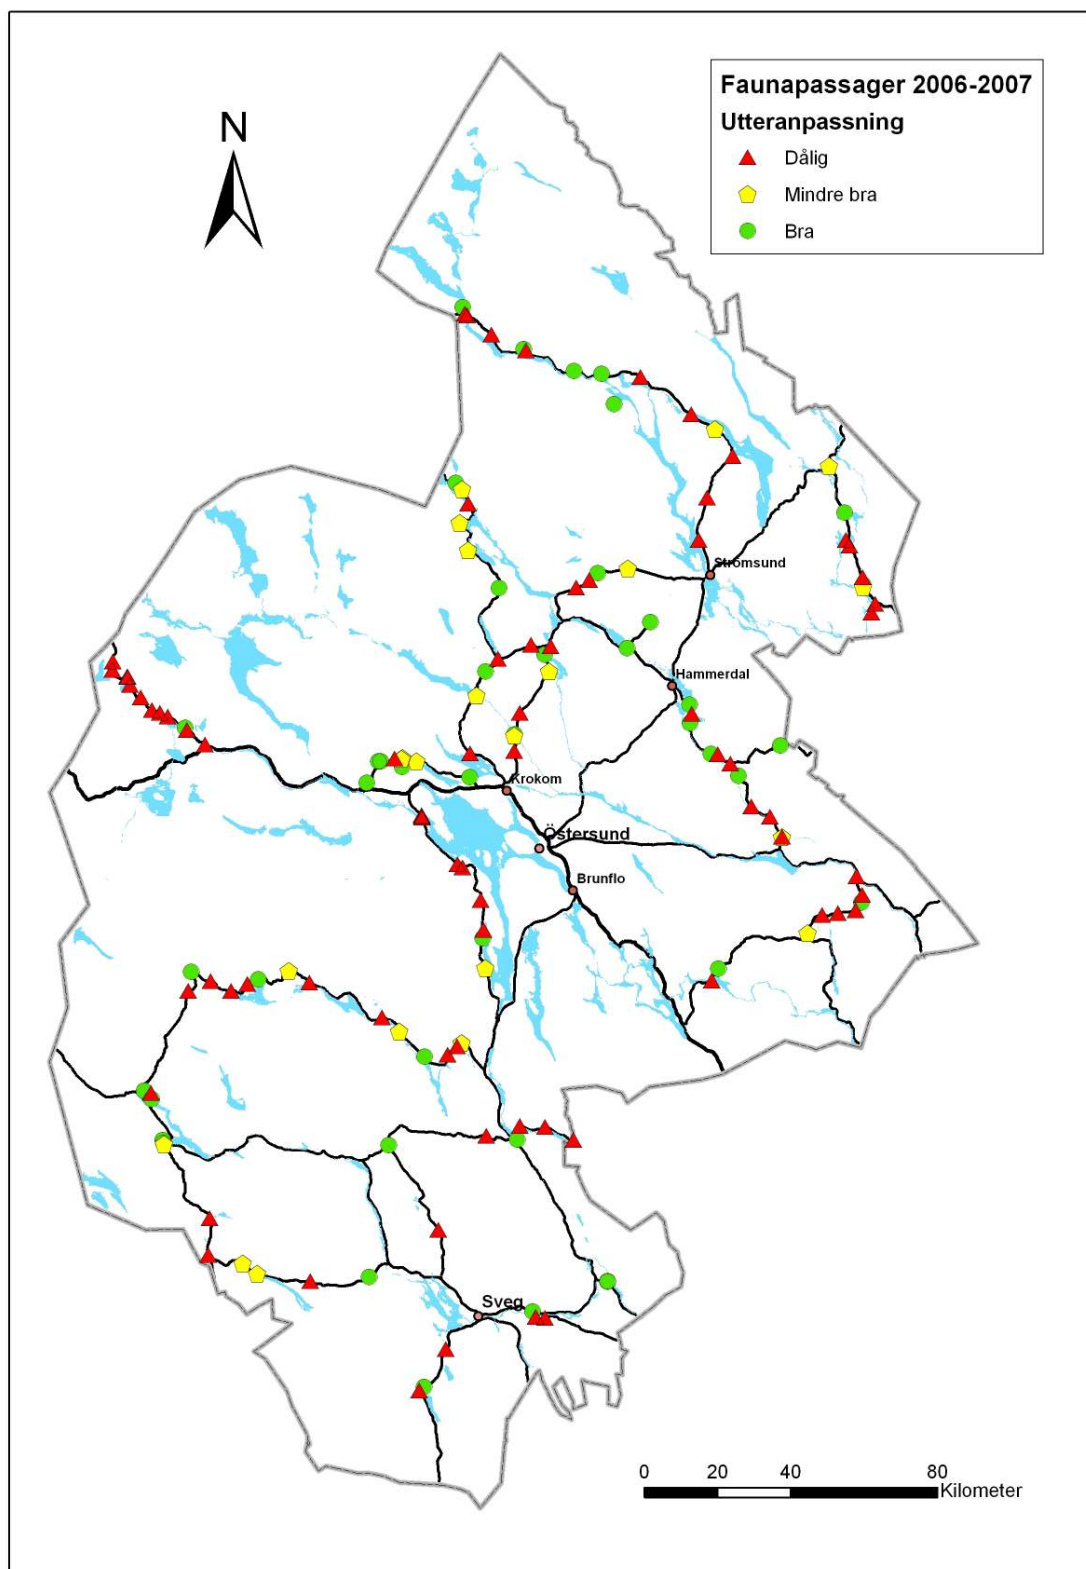 Faunapassager 2006-2007
Utteranpassning
Dålig
Mindre bra
Bra
N
Strömsund
Hammerdal
Krokom
Östersund
Brunflo
Sveg
0 20 40 80
Kilometer